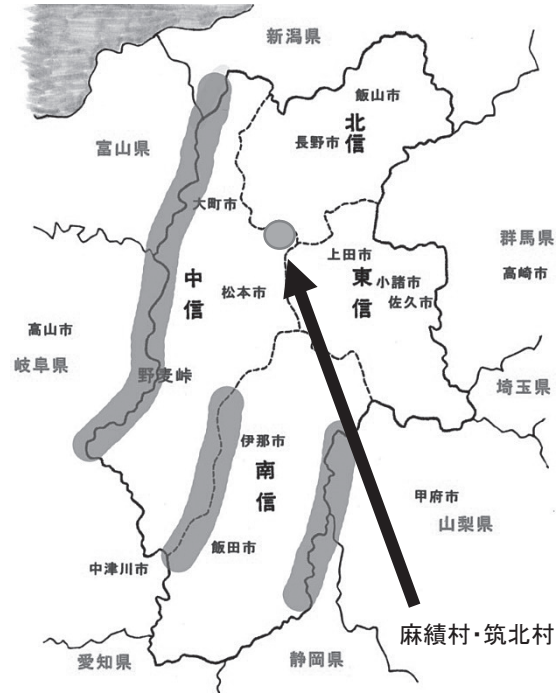 新潟県
飯山市
北信
長野市
富山県
大町市
群馬県
上田市
高崎市
中信
東信
小諸市
佐久市
松本市
高山市
岐阜県
野麦峠
埼玉県
伊那市
南信
甲府市
山梨県
飯田市
中津川市
麻績村・筑北村
愛知県
静岡県